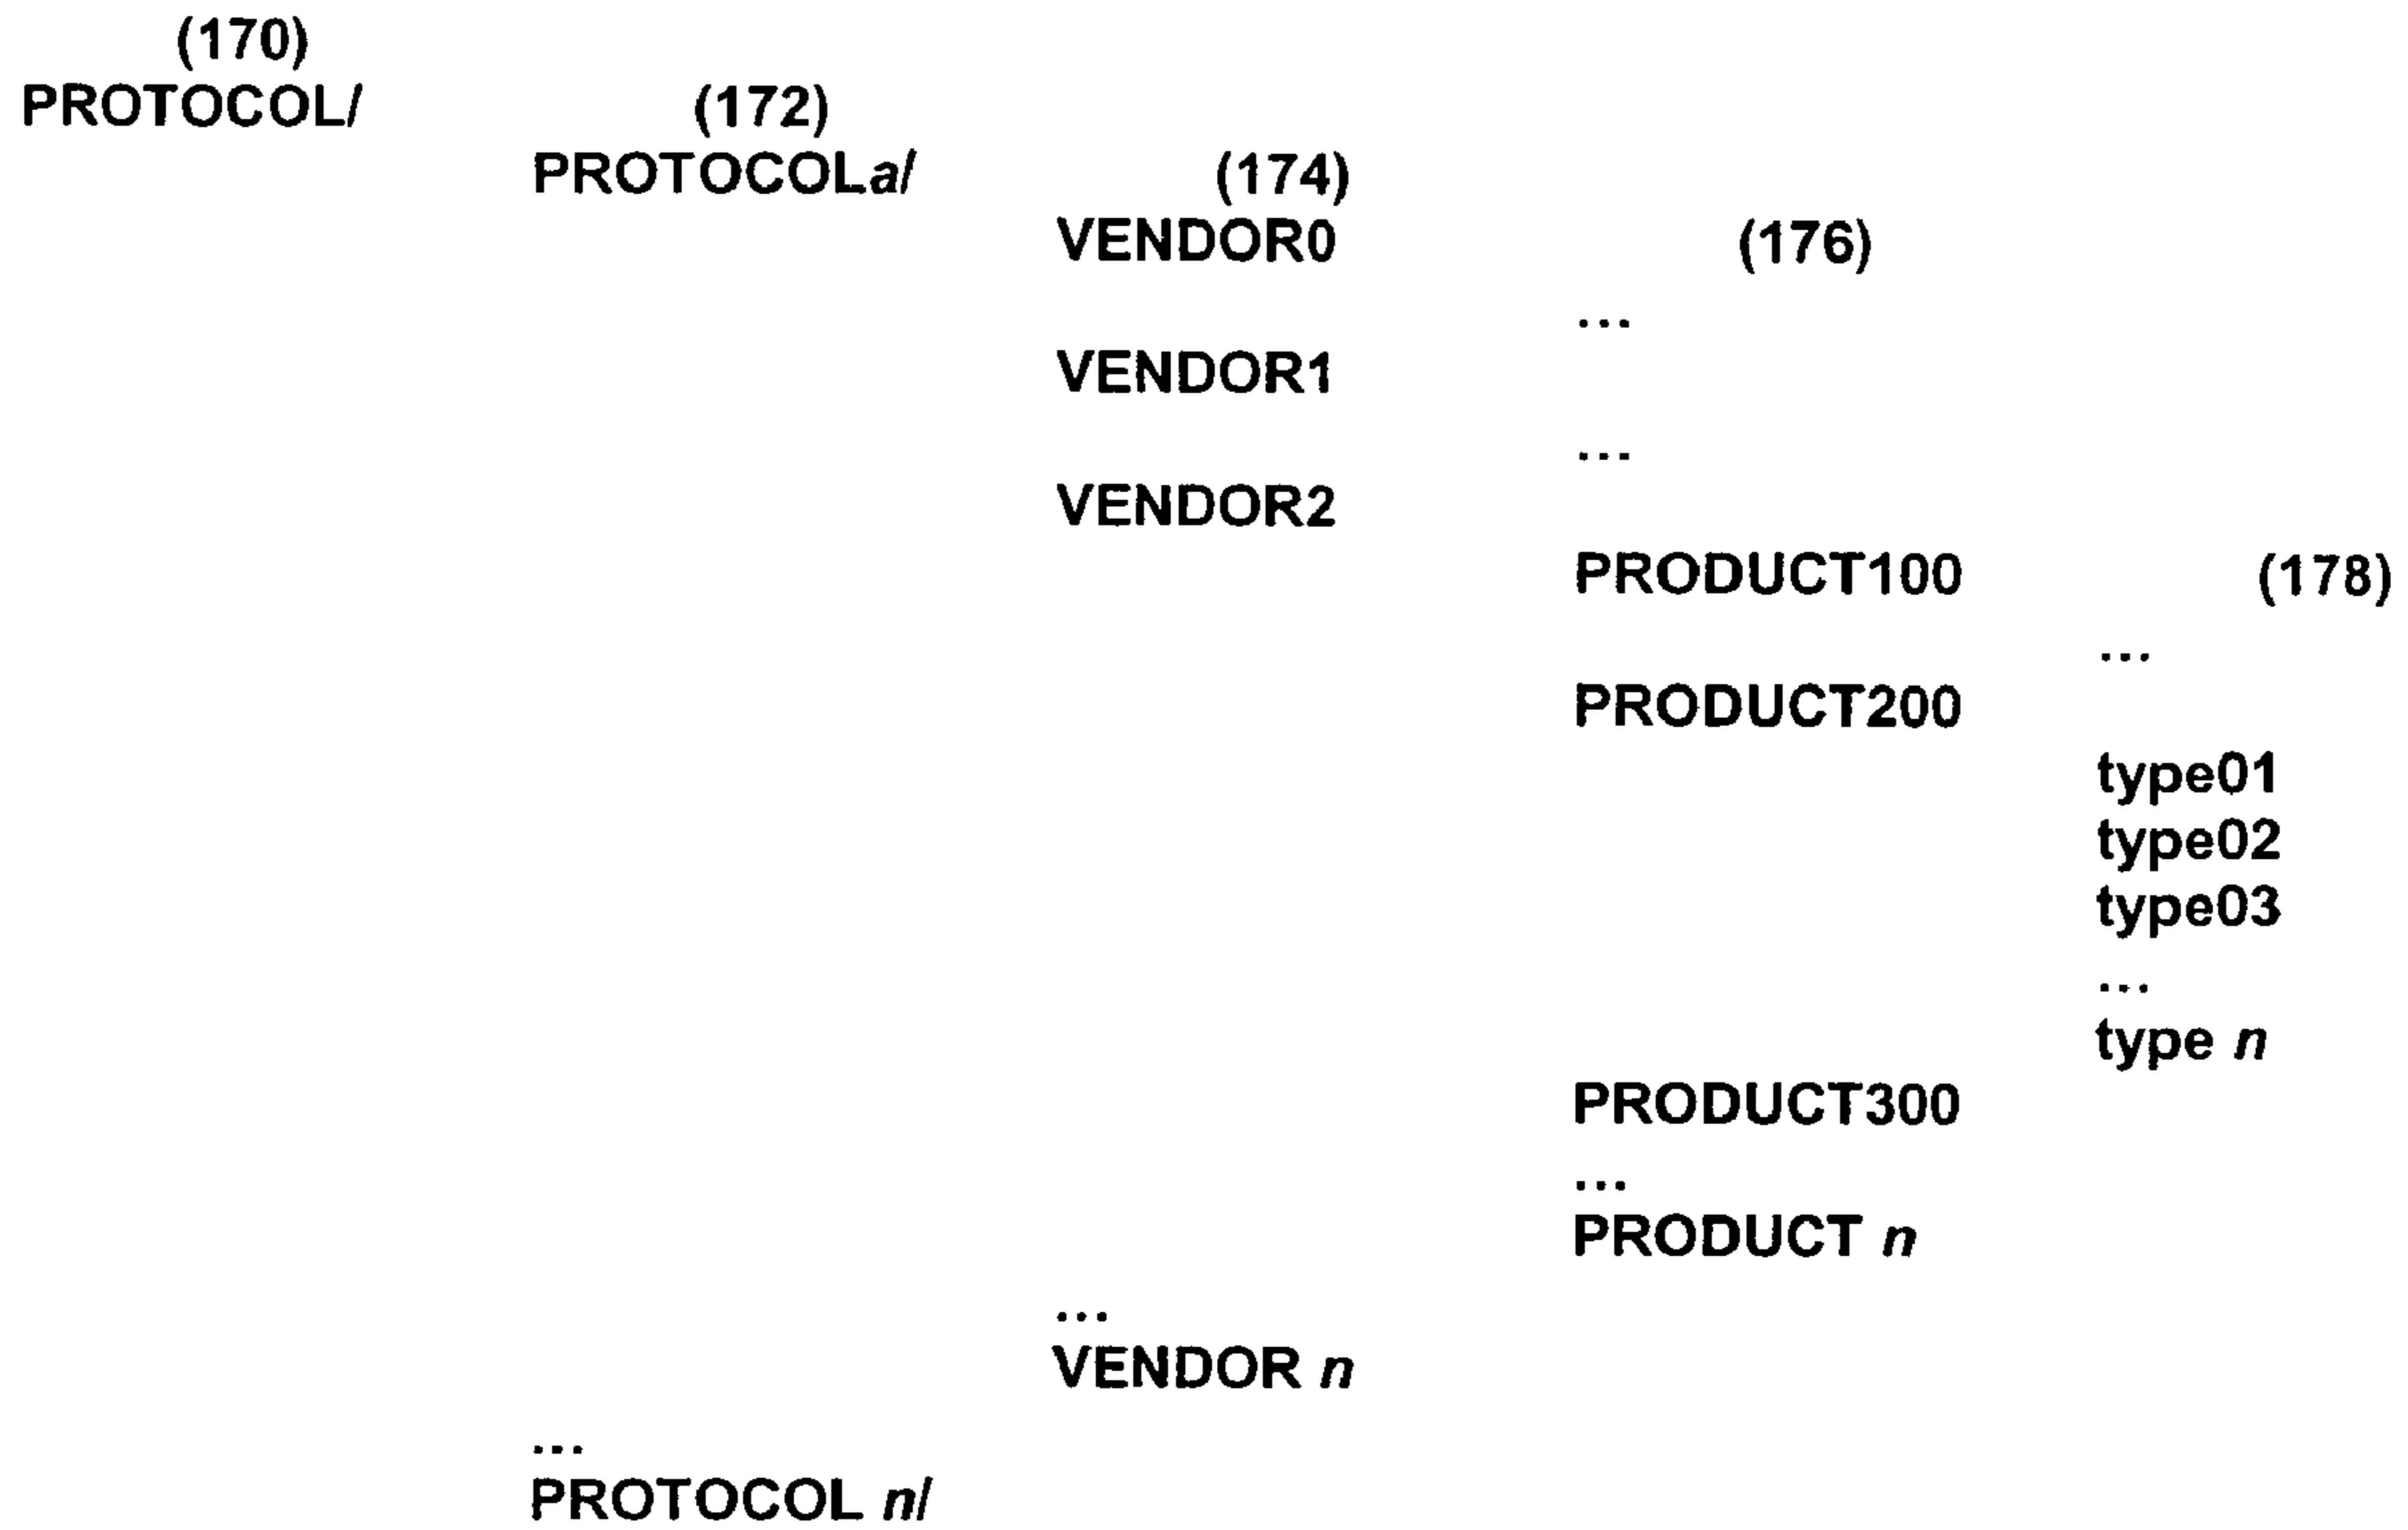 (170)
PROTOCOL/
(172)
PROTOCOLa/
(174)
VENDOR0
(176)
...
VENDOR1
...
VENDOR2
PRODUCT100
(178)
...
PRODUCT200
type01
type02
type03
...
type n
PRODUCT300
...
PRODUCT n
...
VENDOR n
...
PROTOCOL n/